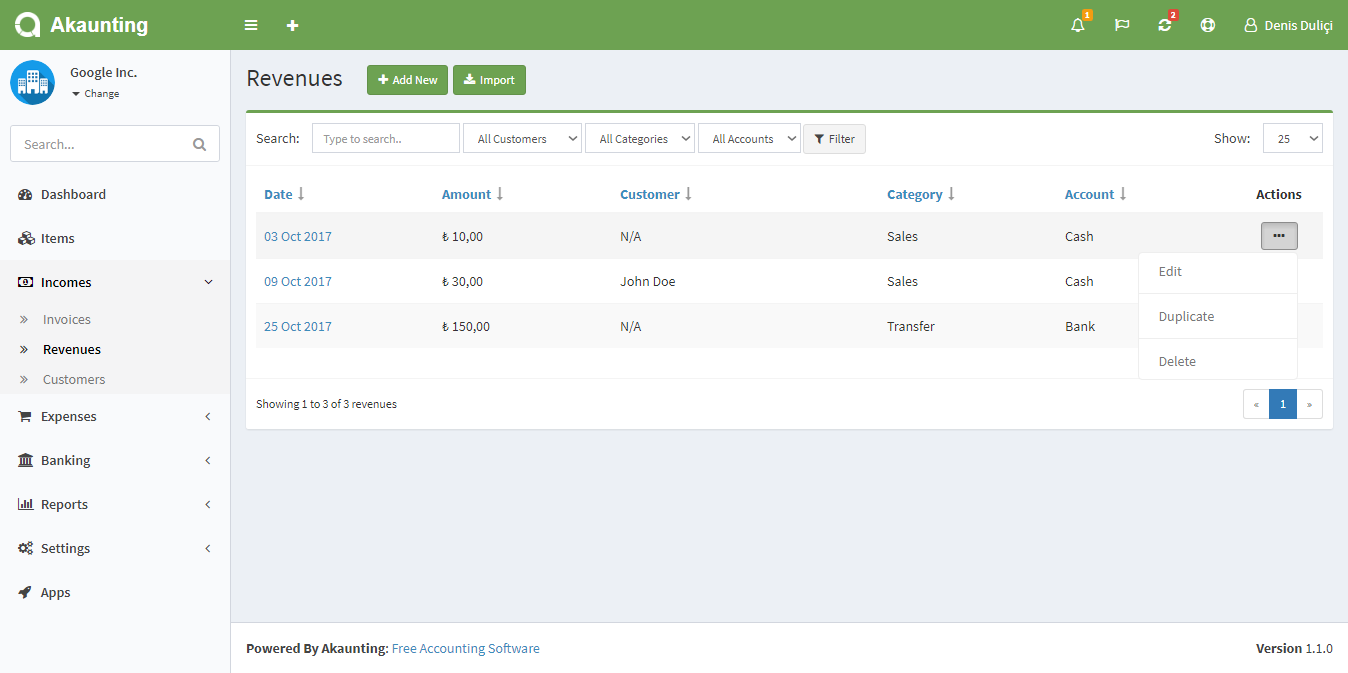 Akaunting
1
2
Denis Duliçi
Google Inc.
Change
Search...
Dashboard
Items
Incomes
Invoices
Revenues
Customers
Expenses
Banking
Reports
Settings
Apps
Revenues
Add New
Import
Search: Type to search.. All Customers All Categories All Accounts Filter Show: 25
Date Amount Customer Category Account Actions
03 Oct 2017 ₺ 10,00 N/A Sales Cash
09 Oct 2017 ₺ 30,00 John Doe Sales Cash
25 Oct 2017 ₺ 150,00 N/A Transfer Bank
Edit
Duplicate
Delete
Showing 1 to 3 of 3 revenues
« 1 »
Powered By Akaunting: Free Accounting Software
Version 1.1.0